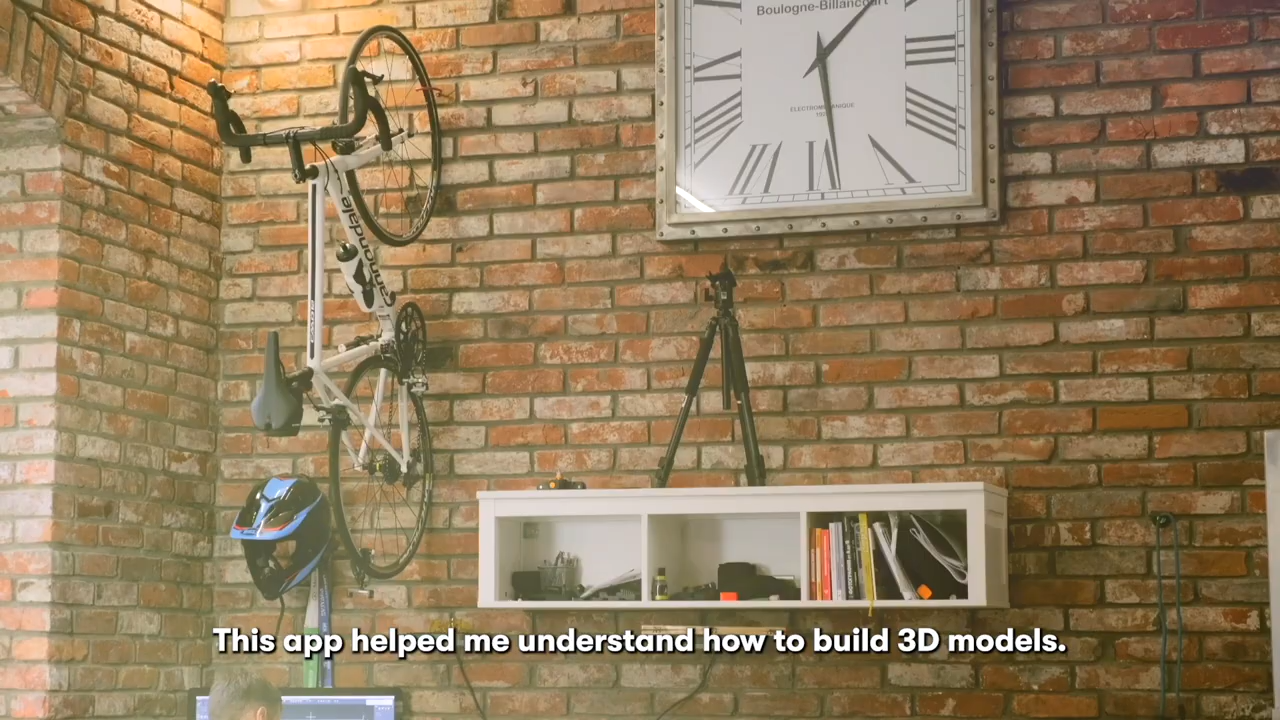 Boulogne-Billancourt
cannondale
This app helped me understand how to build 3D models.